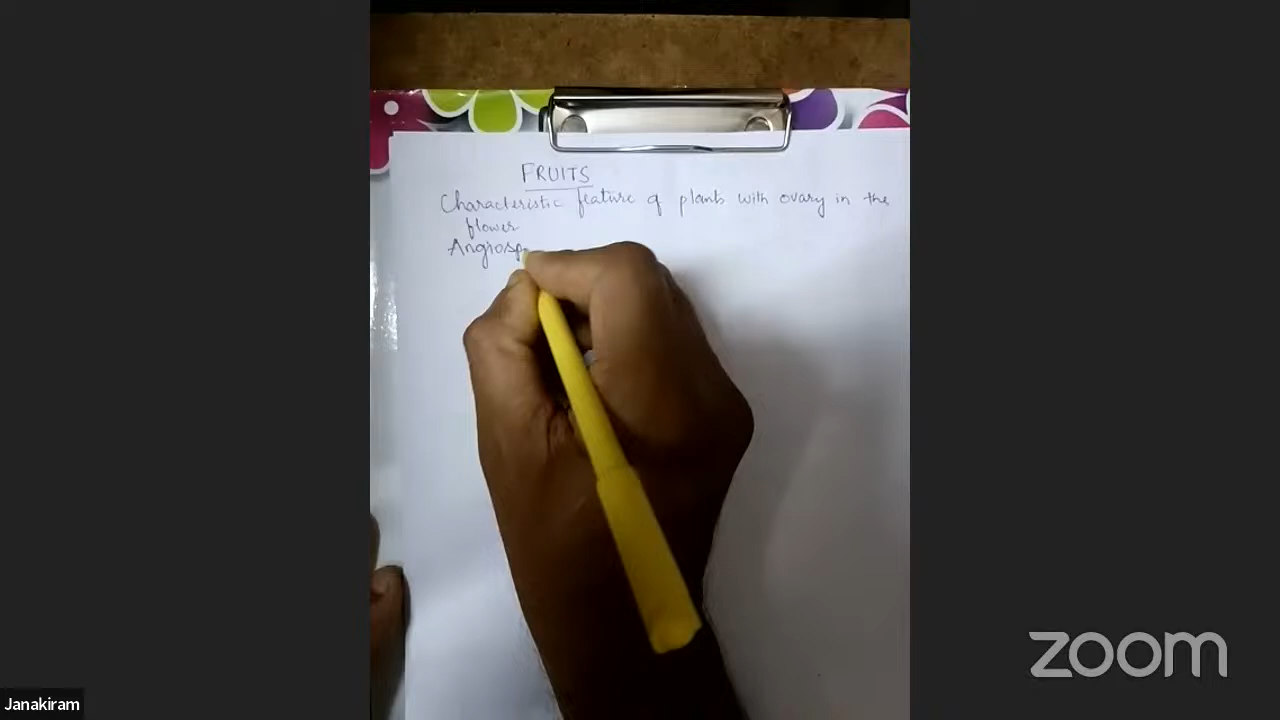 FRUITS
Characteristic feature of plants with ovary in the
flower
Angiosp
zoom
Janakiram